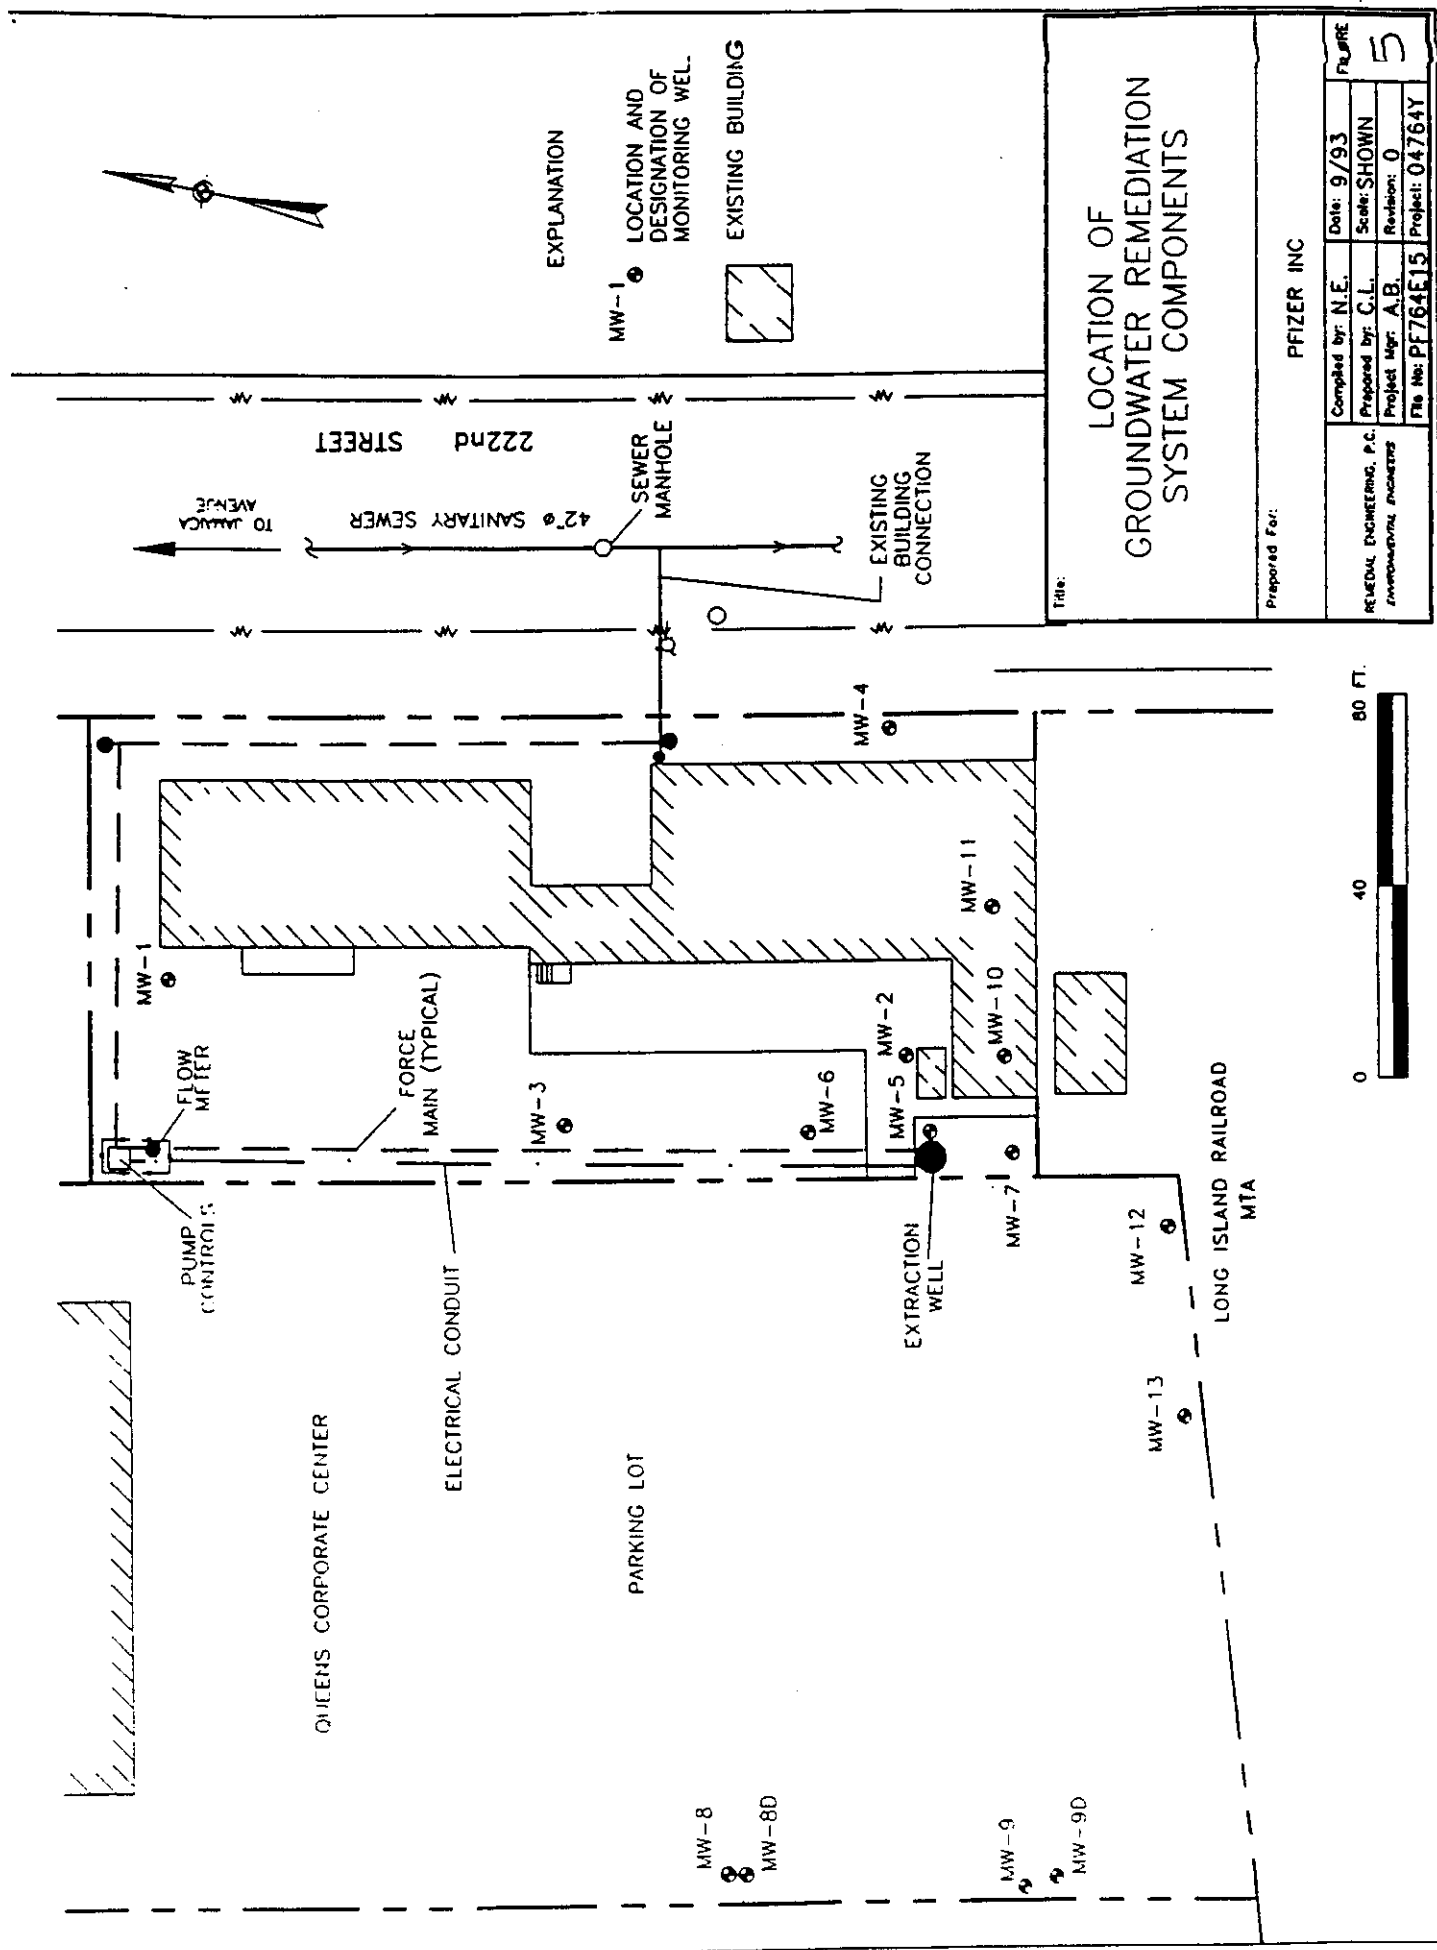 QUEENS CORPORATE CENTER
PUMP
CONTROLS
FLOW
METER
MW-1
FORCE
MAIN (TYPICAL)
ELECTRICAL CONDUIT
PARKING LOT
MW-3
MW-6
MW-2
MW-5
MW-10
MW-11
MW-4
MW-7
EXTRACTION
WELL
MW-8
MW-8D
MW-9
MW-9D
MW-12
MW-13
LONG ISLAND RAILROAD
MTA
TO JAMAICA
AVENUE
42"ø SANITARY SEWER
222nd STREET
SEWER
MANHOLE
EXISTING
BUILDING
CONNECTION
EXPLANATION
MW-1
LOCATION AND
DESIGNATION OF
MONITORING WEL.
EXISTING BUILDING
0 40 80 FT.
Title:
LOCATION OF
GROUNDWATER REMEDIATION
SYSTEM COMPONENTS
Prepared For:
PFIZER INC
REMEDIAL ENGINEERING, P.C.
ENVIRONMENTAL ENGINEERS
Compiled by: N.E. Date: 9/93
Prepared by: C.L. Scale: SHOWN
Project Mgr: A.B. Revision: 0
File No: PF764E15 Project: 04764Y
FIGURE
5